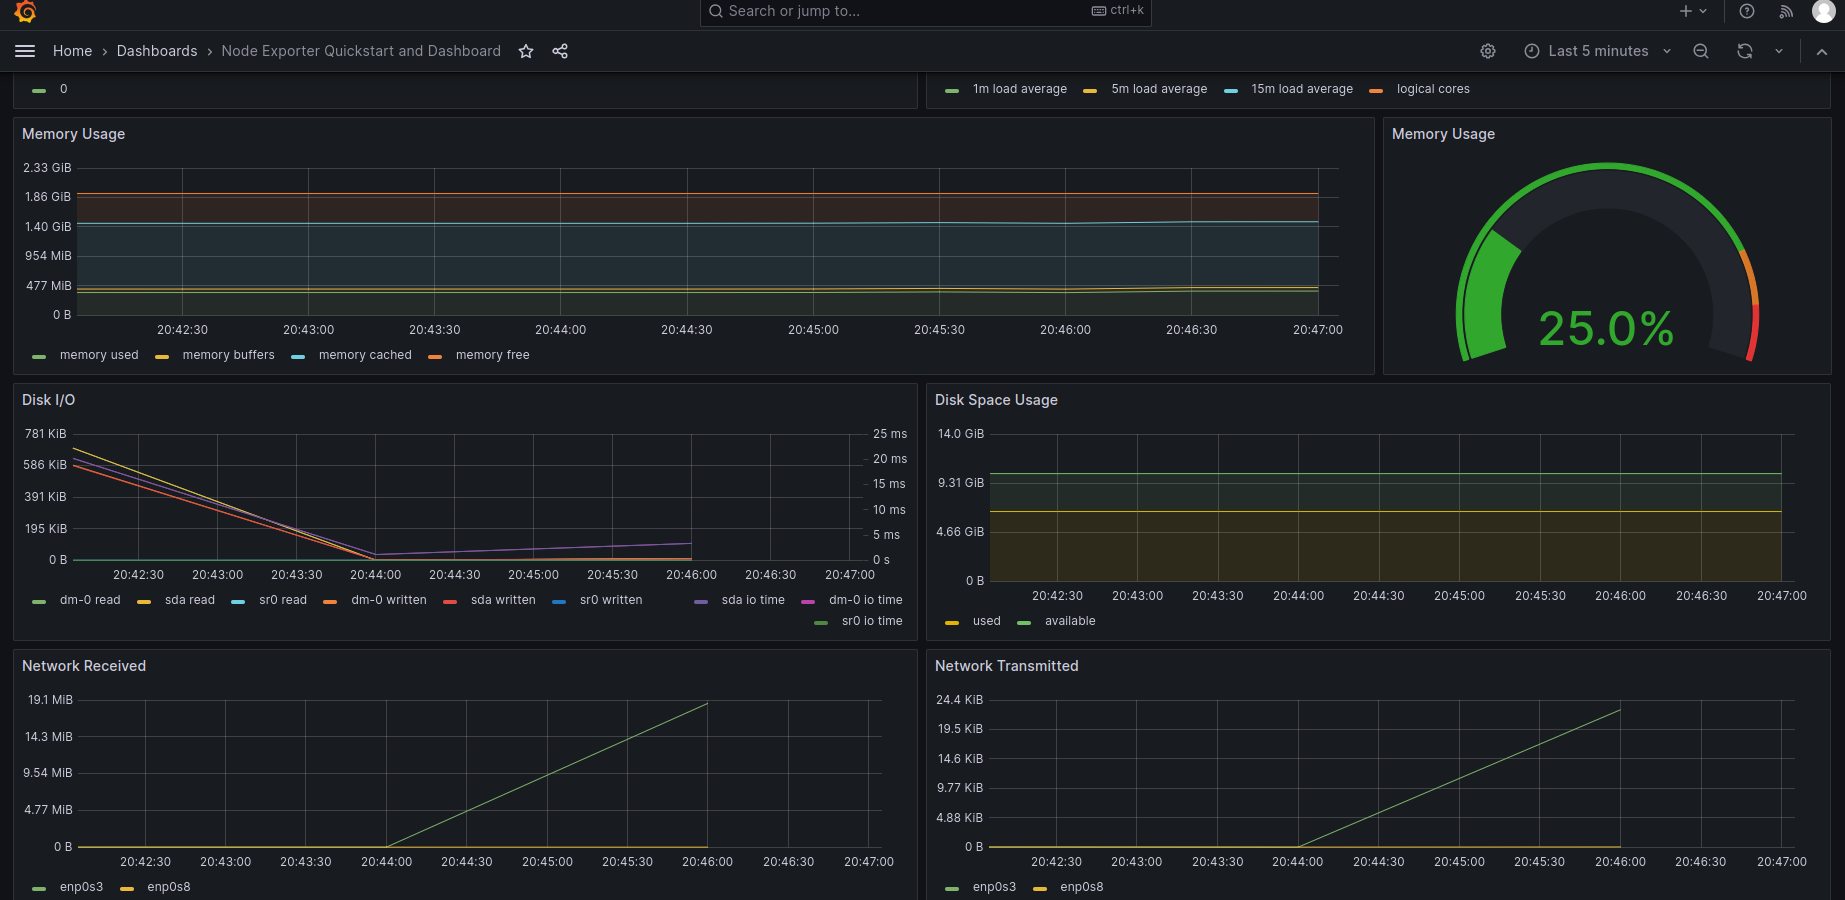 Search or jump to... ctrl+k
Home › Dashboards › Node Exporter Quickstart and Dashboard Last 5 minutes
0
1m load average 5m load average 15m load average logical cores
Memory Usage
2.33 GiB
1.86 GiB
1.40 GiB
954 MiB
477 MiB
0 B
20:42:30 20:43:00 20:43:30 20:44:00 20:44:30 20:45:00 20:45:30 20:46:00 20:46:30 20:47:00
memory used memory buffers memory cached memory free
Memory Usage
25.0%
Disk I/O
781 KiB 25 ms
20 ms
586 KiB
15 ms
391 KiB
10 ms
195 KiB
5 ms
0 B 0 s
20:42:30 20:43:00 20:43:30 20:44:00 20:44:30 20:45:00 20:45:30 20:46:00 20:46:30 20:47:00
dm-0 read sda read sr0 read dm-0 written sda written sr0 written sda io time dm-0 io time
sr0 io time
Disk Space Usage
14.0 GiB
9.31 GiB
4.66 GiB
0 B
20:42:30 20:43:00 20:43:30 20:44:00 20:44:30 20:45:00 20:45:30 20:46:00 20:46:30 20:47:00
used available
Network Received
19.1 MiB
14.3 MiB
9.54 MiB
4.77 MiB
0 B
20:42:30 20:43:00 20:43:30 20:44:00 20:44:30 20:45:00 20:45:30 20:46:00 20:46:30 20:47:00
enp0s3 enp0s8
Network Transmitted
24.4 KiB
19.5 KiB
14.6 KiB
9.77 KiB
4.88 KiB
0 B
20:42:30 20:43:00 20:43:30 20:44:00 20:44:30 20:45:00 20:45:30 20:46:00 20:46:30 20:47:00
enp0s3 enp0s8